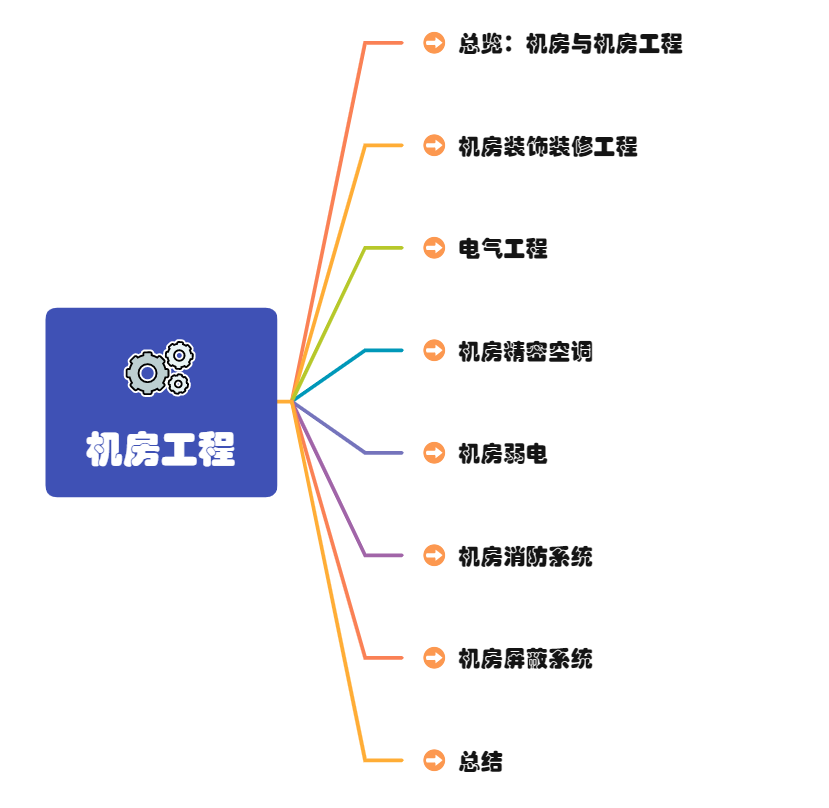 机房工程
总览：机房与机房工程
机房装饰装修工程
电气工程
机房精密空调
机房弱电
机房消防系统
机房屏蔽系统
总结